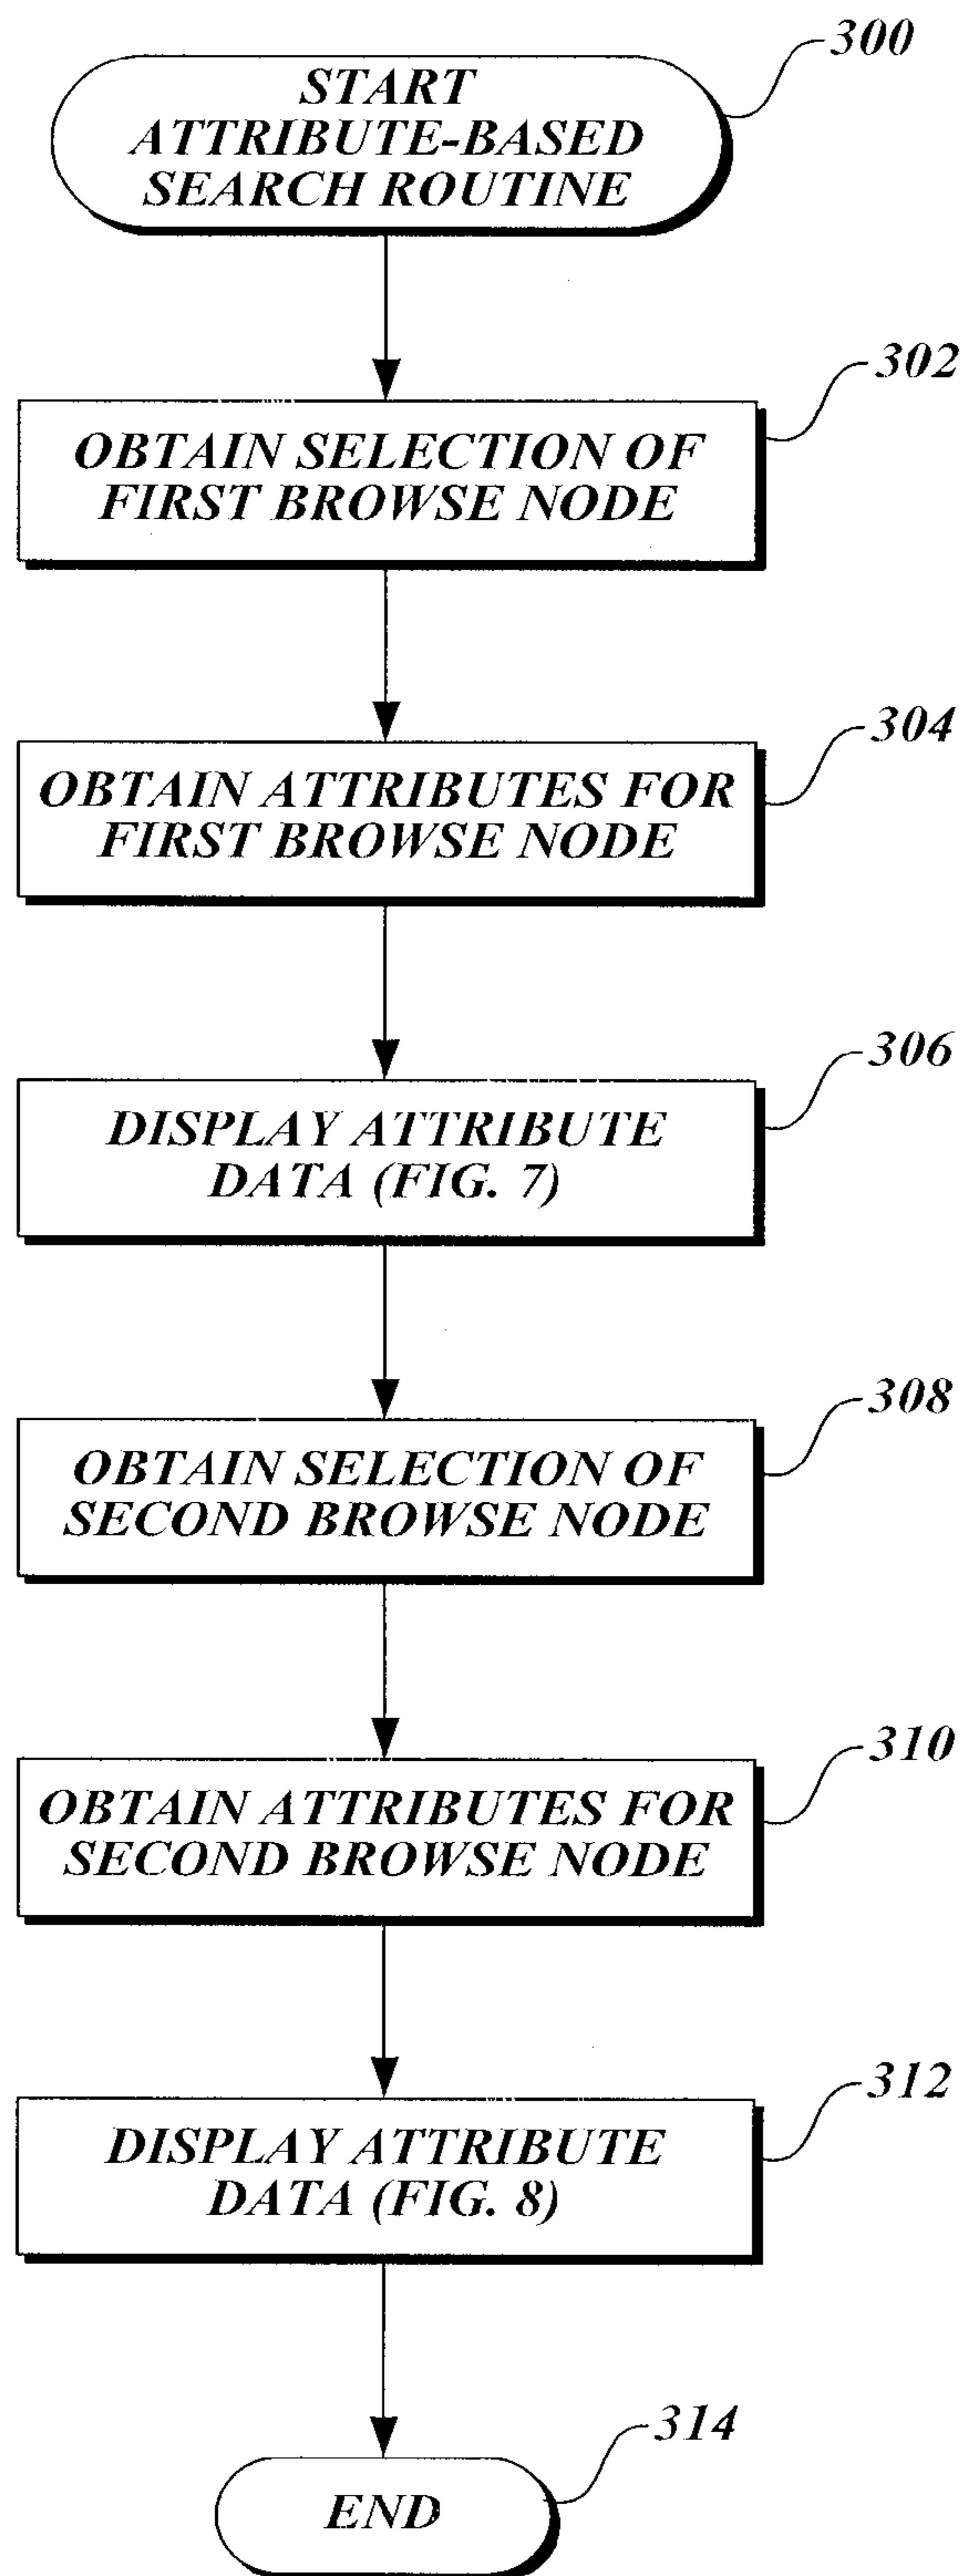 300
START
ATTRIBUTE-BASED
SEARCH ROUTINE
302
OBTAIN SELECTION OF
FIRST BROWSE NODE
304
OBTAIN ATTRIBUTES FOR
FIRST BROWSE NODE
306
DISPLAY ATTRIBUTE
DATA (FIG. 7)
308
OBTAIN SELECTION OF
SECOND BROWSE NODE
310
OBTAIN ATTRIBUTES FOR
SECOND BROWSE NODE
312
DISPLAY ATTRIBUTE
DATA (FIG. 8)
314
END